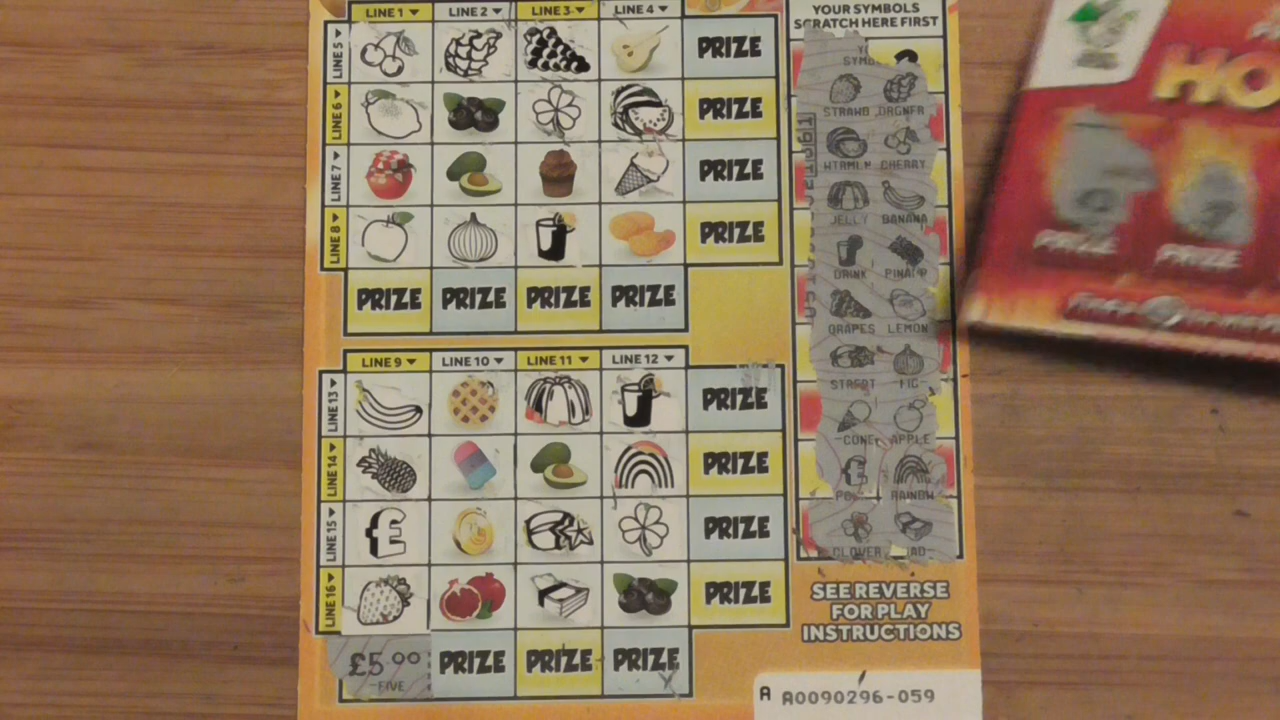 LINE 1 LINE 2 LINE 3 LINE 4
LINE 5
PRIZE
LINE 6
PRIZE
LINE 7
PRIZE
LINE 8
PRIZE
PRIZE PRIZE PRIZE PRIZE
LINE 9 LINE 10 LINE 11 LINE 12
LINE 13
PRIZE
LINE 14
PRIZE
LINE 15
£
PRIZE
LINE 16
PRIZE
£5.00
FIVE
PRIZE PRIZE PRIZE
YOUR SYMBOLS
SCRATCH HERE FIRST
STRAWB DRGNFR
WTRMLN CHERRY
JELLY BANANA
DRINK PINAPP
GRAPES LEMON
FIG
CONE APPLE
£
RAINBW
CLOVER
SEE REVERSE
FOR PLAY
INSTRUCTIONS
A A0090296-059
HO
PRIZE PRIZE